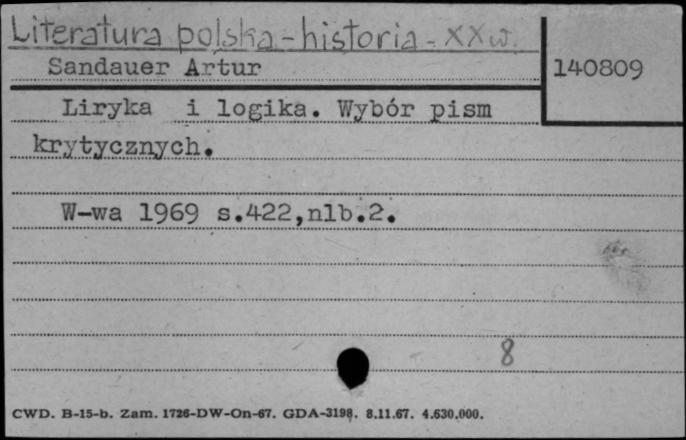 Literatura polska - historia - XX w.
Sandauer Artur
140809
Liryka i logika. Wybór pism
krytycznych.
W-wa 1969 s.422,nlb.2.
8
CWD. B-15-b. Zam. 1726-DW-On-67. GDA-3198. 8.11.67. 4.630.000.